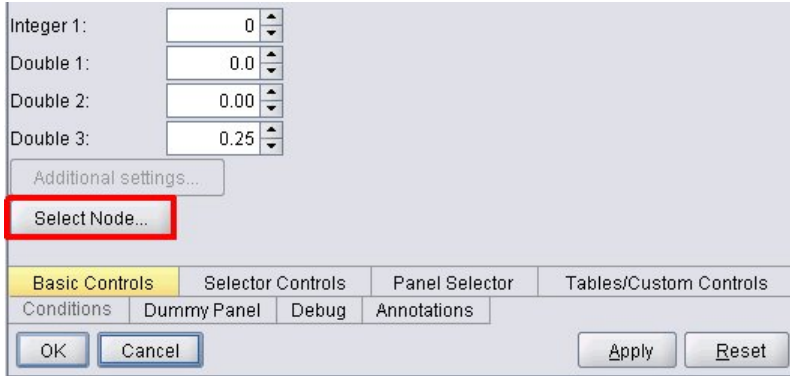 Integer 1: 0
Double 1: 0.0
Double 2: 0.00
Double 3: 0.25
Additional settings...
Select Node...
Basic Controls Selector Controls Panel Selector Tables/Custom Controls
Conditions Dummy Panel Debug Annotations
OK Cancel Apply Reset